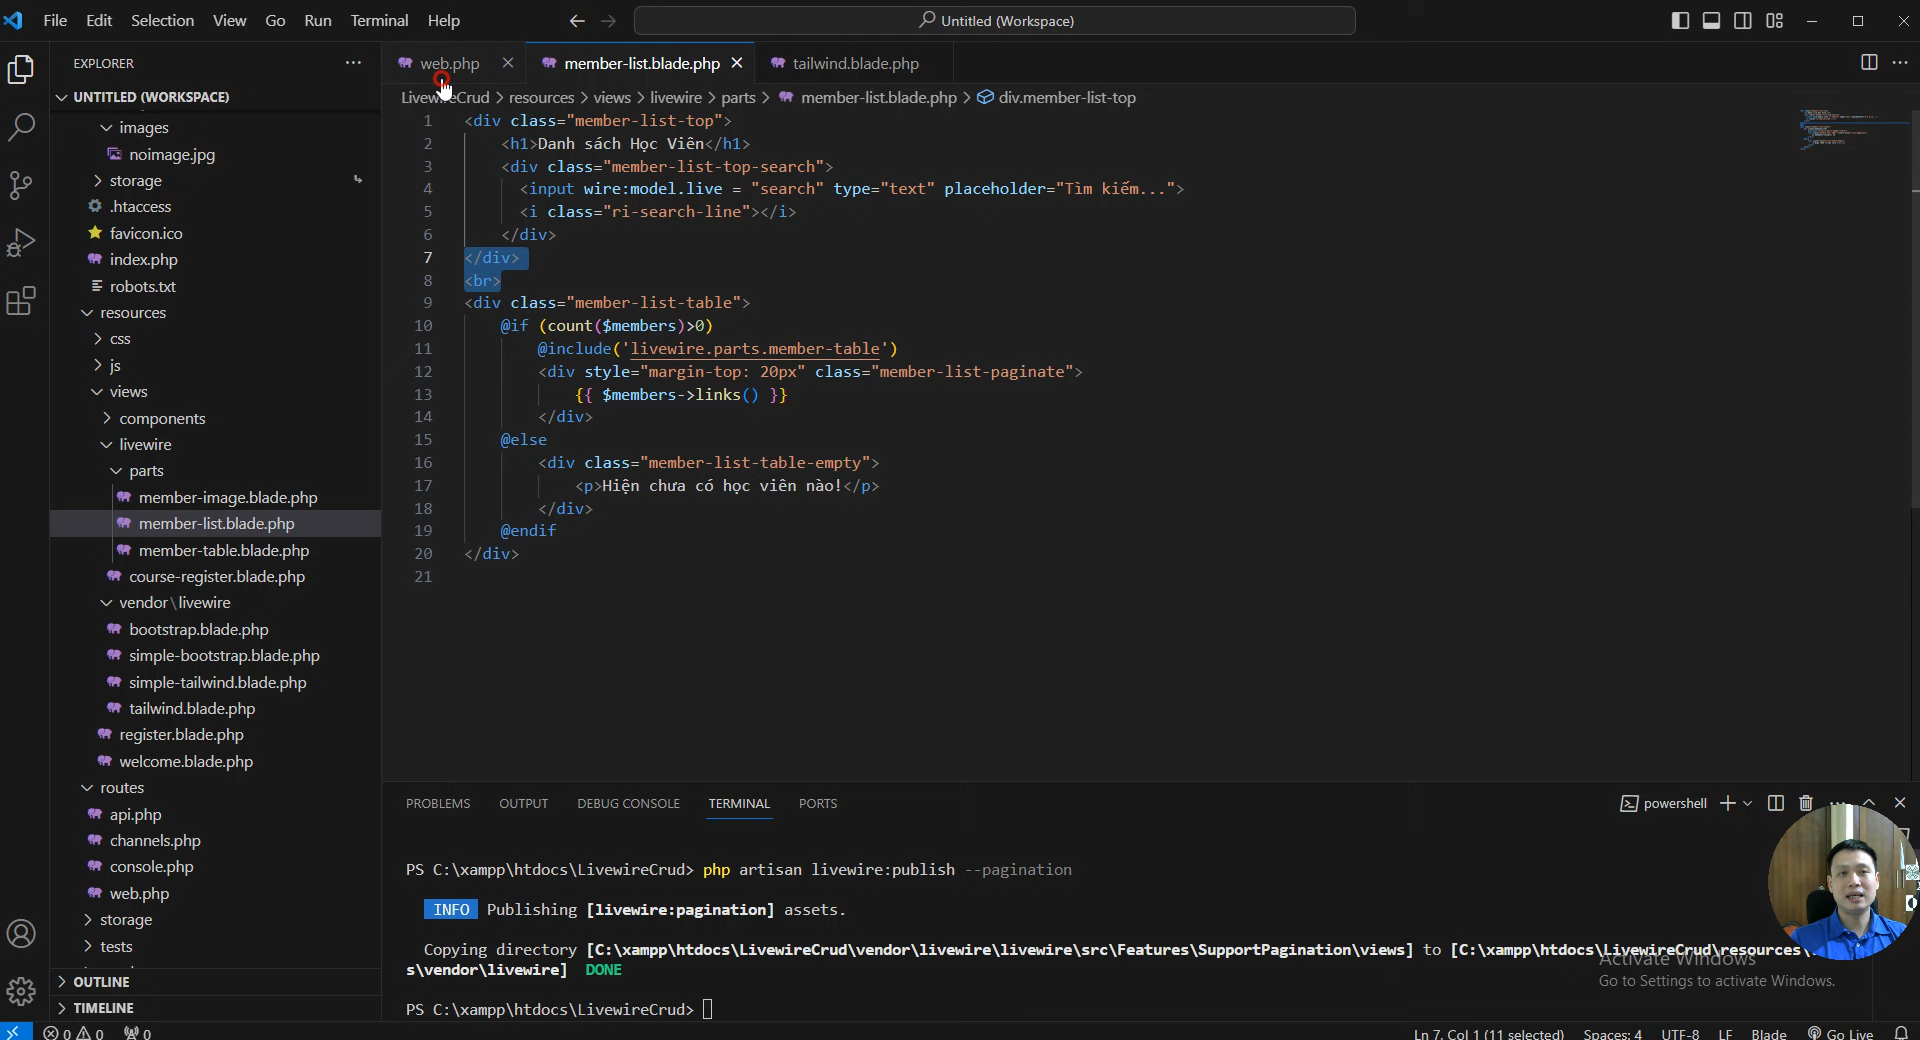 File Edit Selection View Go Run Terminal Help
Untitled (Workspace)
EXPLORER
UNTITLED (WORKSPACE)
images
noimage.jpg
storage
.htaccess
favicon.ico
index.php
robots.txt
resources
css
js
views
components
livewire
parts
member-image.blade.php
member-list.blade.php
member-table.blade.php
course-register.blade.php
vendor\livewire
bootstrap.blade.php
simple-bootstrap.blade.php
simple-tailwind.blade.php
tailwind.blade.php
register.blade.php
welcome.blade.php
routes
api.php
channels.php
console.php
web.php
storage
tests
OUTLINE
TIMELINE
web.php member-list.blade.php tailwind.blade.php
LivewireCrud > resources > views > livewire > parts > member-list.blade.php > div.member-list-top
1 <div class="member-list-top">
2 <h1>Danh sách Học Viên</h1>
3 <div class="member-list-top-search">
4 <input wire:model.live = "search" type="text" placeholder="Tìm kiếm...">
5 <i class="ri-search-line"></i>
6 </div>
7 </div>
8 <br>
9 <div class="member-list-table">
10 @if (count($members)>0)
11 @include('livewire.parts.member-table')
12 <div style="margin-top: 20px" class="member-list-paginate">
13 {{ $members->links() }}
14 </div>
15 @else
16 <div class="member-list-table-empty">
17 <p>Hiện chưa có học viên nào!</p>
18 </div>
19 @endif
20 </div>
21
PROBLEMS OUTPUT DEBUG CONSOLE TERMINAL PORTS
powershell
PS C:\xampp\htdocs\LivewireCrud> php artisan livewire:publish --pagination
INFO Publishing [livewire:pagination] assets.
Copying directory [C:\xampp\htdocs\LivewireCrud\vendor\livewire\livewire\src\Features\SupportPagination\views] to [C:\xampp\htdocs\LivewireCrud\resources\
s\vendor\livewire] DONE
PS C:\xampp\htdocs\LivewireCrud>
Activate Windows
Go to Settings to activate Windows.
0 0 0
Ln 7, Col 1 (11 selected) Spaces: 4 UTF-8 LF Blade Go Live